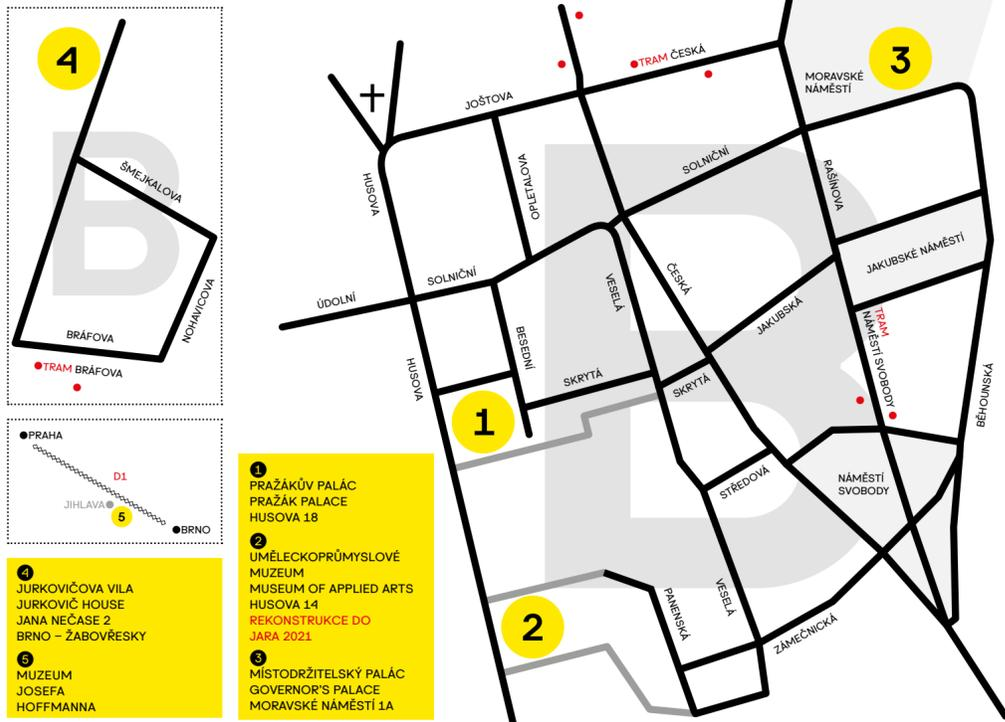 4
B
ŠMEJKALOVA
NOHAVICOVA
BRÁFOVA
TRAM BRÁFOVA
PRAHA
D1
JIHLAVA
5
BRNO
4
JURKOVIČOVA VILA
JURKOVIČ HOUSE
JANA NEČASE 2
BRNO – ŽABOVŘESKY
5
MUZEUM
JOSEFA
HOFFMANNA
1
PRAŽÁKŮV PALÁC
PRAŽÁK PALACE
HUSOVA 18
2
UMĚLECKOPRŮMYSLOVÉ
MUZEUM
MUSEUM OF APPLIED ARTS
HUSOVA 14
REKONSTRUKCE DO
JARA 2021
3
MÍSTODRŽITELSKÝ PALÁC
GOVERNOR'S PALACE
MORAVSKÉ NÁMĚSTÍ 1A
TRAM ČESKÁ
3
MORAVSKÉ
NÁMĚSTÍ
JOŠTOVA
HUSOVA
OPLETALOVA
SOLNIČNÍ
RAŠÍNOVA
B
JAKUBSKÉ NÁMĚSTÍ
SOLNIČNÍ
ÚDOLNÍ
VESELÁ
ČESKÁ
JAKUBSKÁ
TRAM
NÁMĚSTÍ SVOBODY
BESEDNÍ
HUSOVA
SKRYTÁ
SKRYTÁ
BĚHOUNSKÁ
1
STŘEDOVÁ
NÁMĚSTÍ
SVOBODY
2
PANENSKÁ
VESELÁ
ZÁMEČNICKÁ